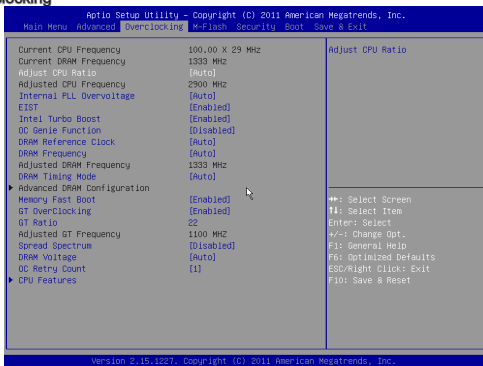 locking
Aptio Setup Utility – Copyright (C) 2011 American Megatrends, Inc.
Main Menu Advanced Overclocking M-Flash Security Boot Save & Exit
Current CPU Frequency 100.00 X 29 MHz
Current DRAM Frequency 1333 MHz
Adjust CPU Ratio [Auto]
Adjusted CPU Frequency 2900 MHz
Internal PLL Overvoltage [Auto]
EIST [Enabled]
Intel Turbo Boost [Enabled]
OC Genie Function [Disabled]
DRAM Reference Clock [Auto]
DRAM Frequency [Auto]
Adjusted DRAM Frequency 1333 MHz
DRAM Timing Mode [Auto]
Advanced DRAM Configuration
Memory Fast Boot [Enabled]
GT OverClocking [Enabled]
GT Ratio 22
Adjusted GT Frequency 1100 MHZ
Spread Spectrum [Disabled]
DRAM Voltage [Auto]
OC Retry Count [1]
CPU Features
Adjust CPU Ratio
→←: Select Screen
↑↓: Select Item
Enter: Select
+/-: Change Opt.
F1: General Help
F6: Optimized Defaults
ESC/Right Click: Exit
F10: Save & Reset
Version 2.15.1227. Copyright (C) 2011 American Megatrends, Inc.